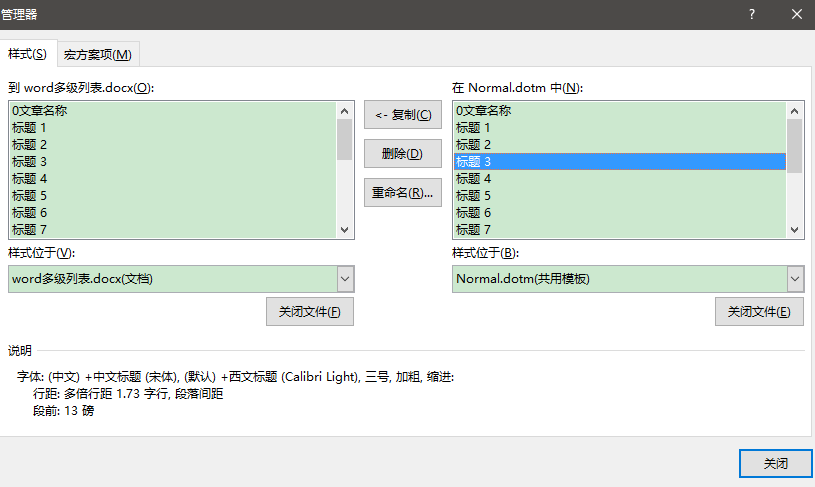 管理器
样式(S)
宏方案项(M)
到 word多级列表.docx(O):
0文章名称
标题 1
标题 2
标题 3
标题 4
标题 5
标题 6
标题 7
样式位于(V):
word多级列表.docx(文档)
关闭文件(F)
<- 复制(C)
删除(D)
重命名(R)...
在 Normal.dotm 中(N):
0文章名称
标题 1
标题 2
标题 3
标题 4
标题 5
标题 6
标题 7
样式位于(B):
Normal.dotm(共用模板)
关闭文件(E)
说明
字体: (中文) +中文标题 (宋体), (默认) +西文标题 (Calibri Light), 三号, 加粗, 缩进:
行距: 多倍行距 1.73 字行, 段落间距
段前: 13 磅
关闭